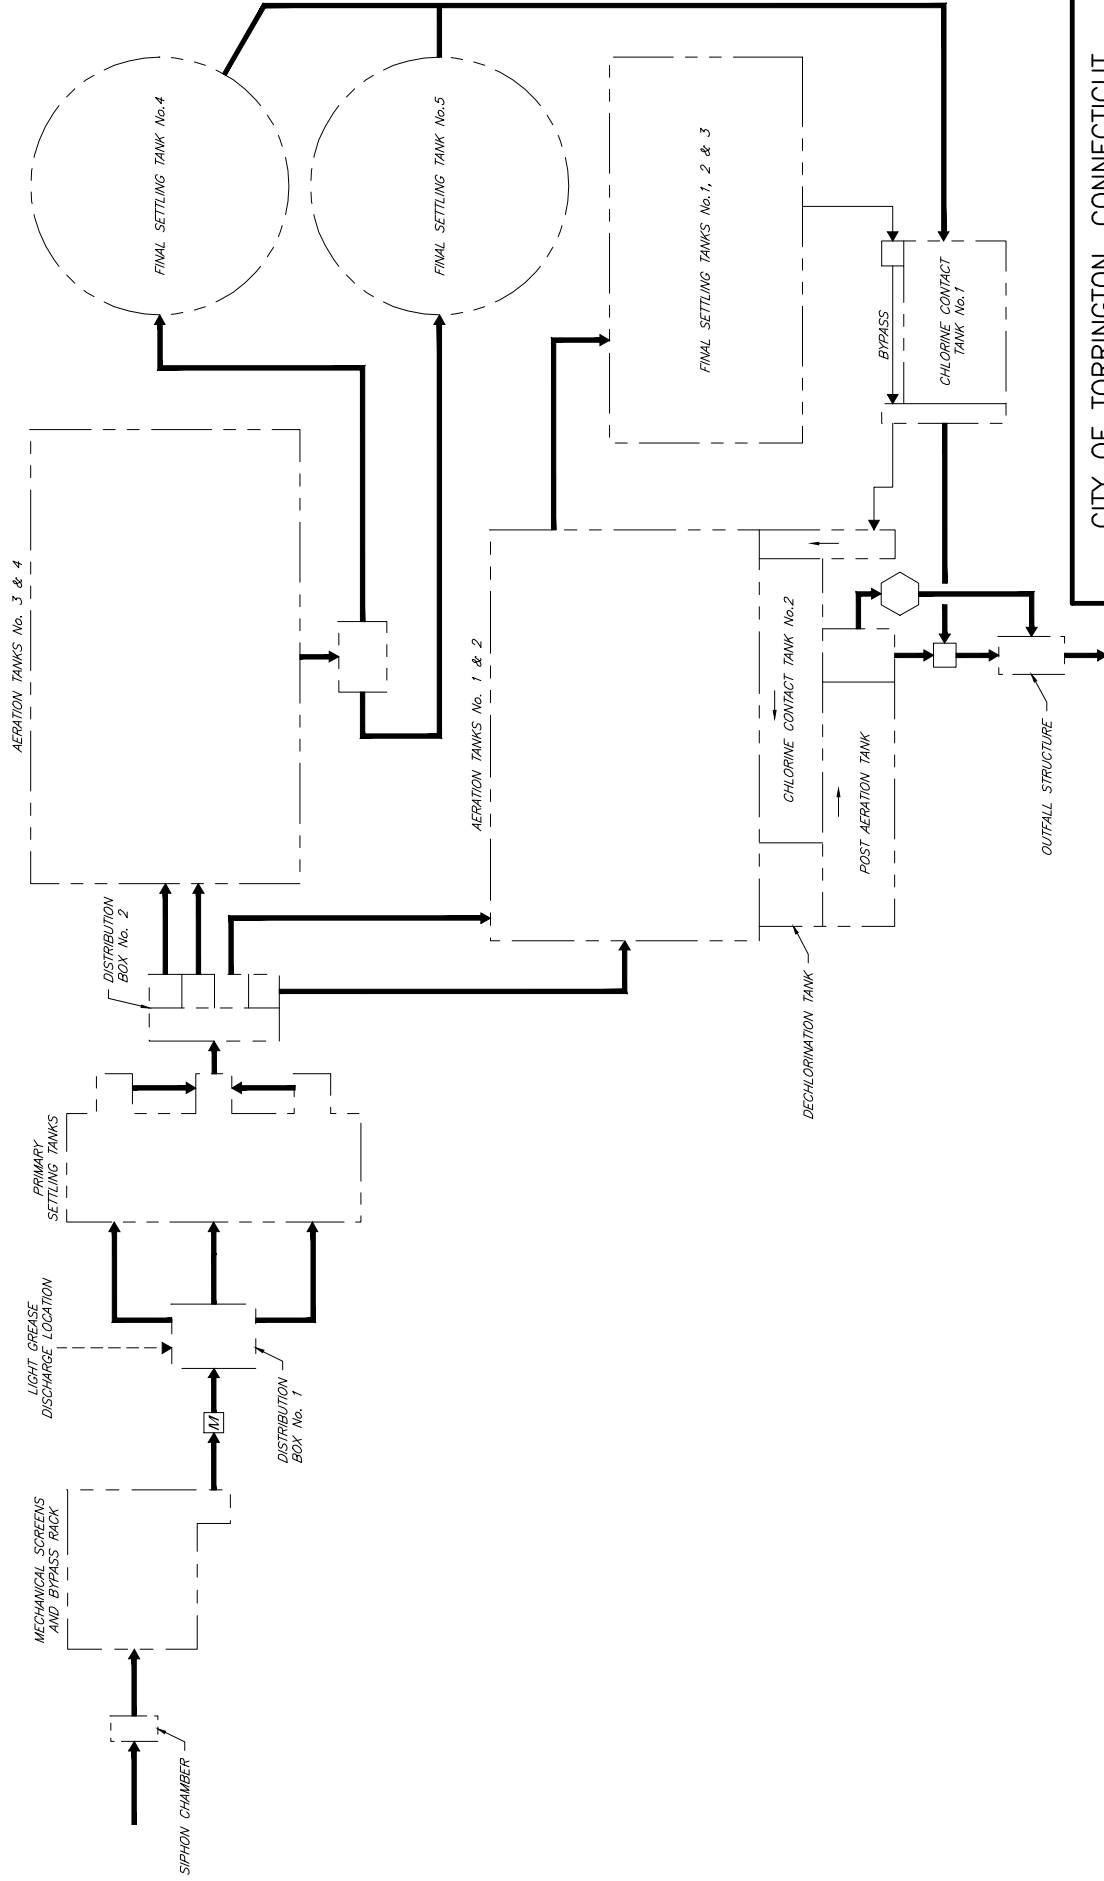 SIPHON CHAMBER
MECHANICAL SCREENS
AND BYPASS RACK
M
LIGHT GREASE
DISCHARGE LOCATION
DISTRIBUTION
BOX No. 1
PRIMARY
SETTLING TANKS
DISTRIBUTION
BOX No. 2
AERATION TANKS No. 3 & 4
FINAL SETTLING TANK No.4
FINAL SETTLING TANK No.5
AERATION TANKS No. 1 & 2
FINAL SETTLING TANKS No.1, 2 & 3
DECHLORINATION TANK
CHLORINE CONTACT TANK No.2
POST AERATION TANK
BYPASS
CHLORINE CONTACT
TANK No.1
OUTFALL STRUCTURE
CITY OF TORRINGTON CONNECTICUT